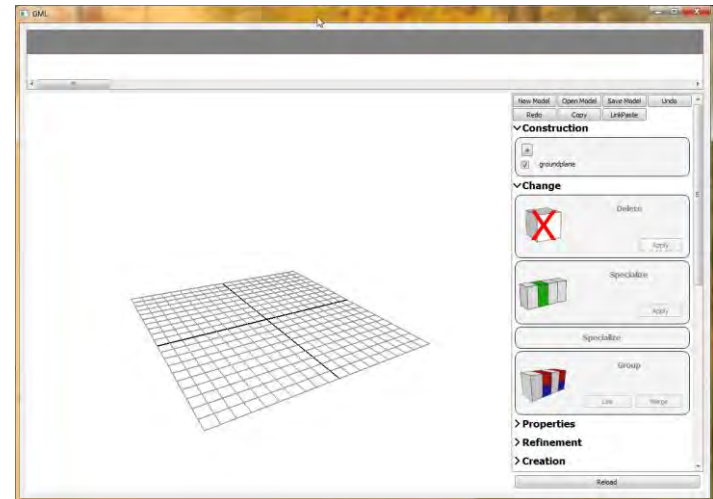 GML
New Model Open Model Save Model Undo
Redo Copy LinkPaste
Construction
+
groundplane
Change
Delete
Apply
Specialize
Apply
Specialize
Group
Link Merge
Properties
Refinement
Creation
Reload